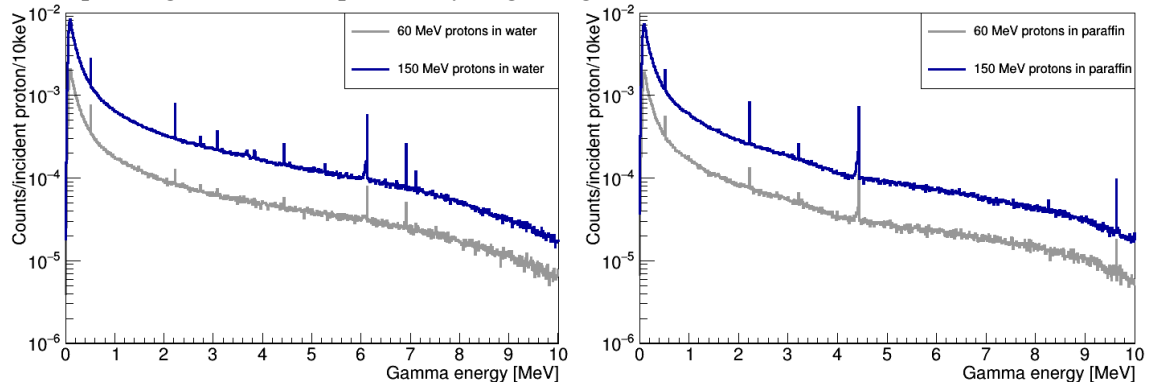 10⁻²
10⁻³
10⁻⁴
10⁻⁵
10⁻⁶
Counts/incident proton/10keV
60 MeV protons in water
150 MeV protons in water
0 1 2 3 4 5 6 7 8 9 10
Gamma energy [MeV]
10⁻²
10⁻³
10⁻⁴
10⁻⁵
10⁻⁶
Counts/incident proton/10keV
60 MeV protons in paraffin
150 MeV protons in paraffin
0 1 2 3 4 5 6 7 8 9 10
Gamma energy [MeV]